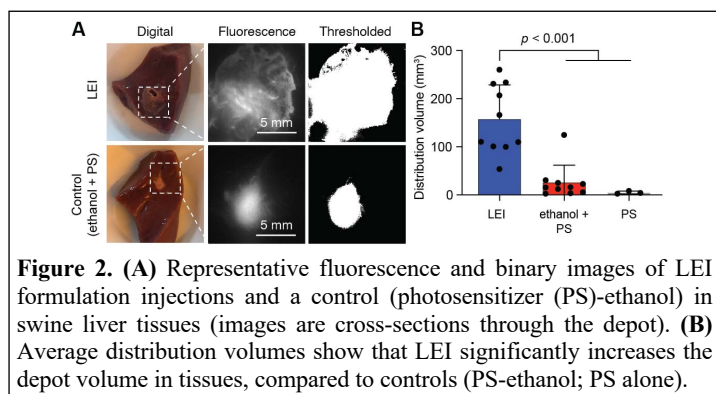 A
Digital
Fluorescence
Thresholded
LEI
5 mm
Control
(ethanol + PS)
5 mm
B
p < 0.001
Distribution volume (mm³)
300
200
100
0
LEI
ethanol +
PS
PS
Figure 2. (A) Representative fluorescence and binary images of LEI
formulation injections and a control (photosensitizer (PS)-ethanol) in
swine liver tissues (images are cross-sections through the depot). (B)
Average distribution volumes show that LEI significantly increases the
depot volume in tissues, compared to controls (PS-ethanol; PS alone).